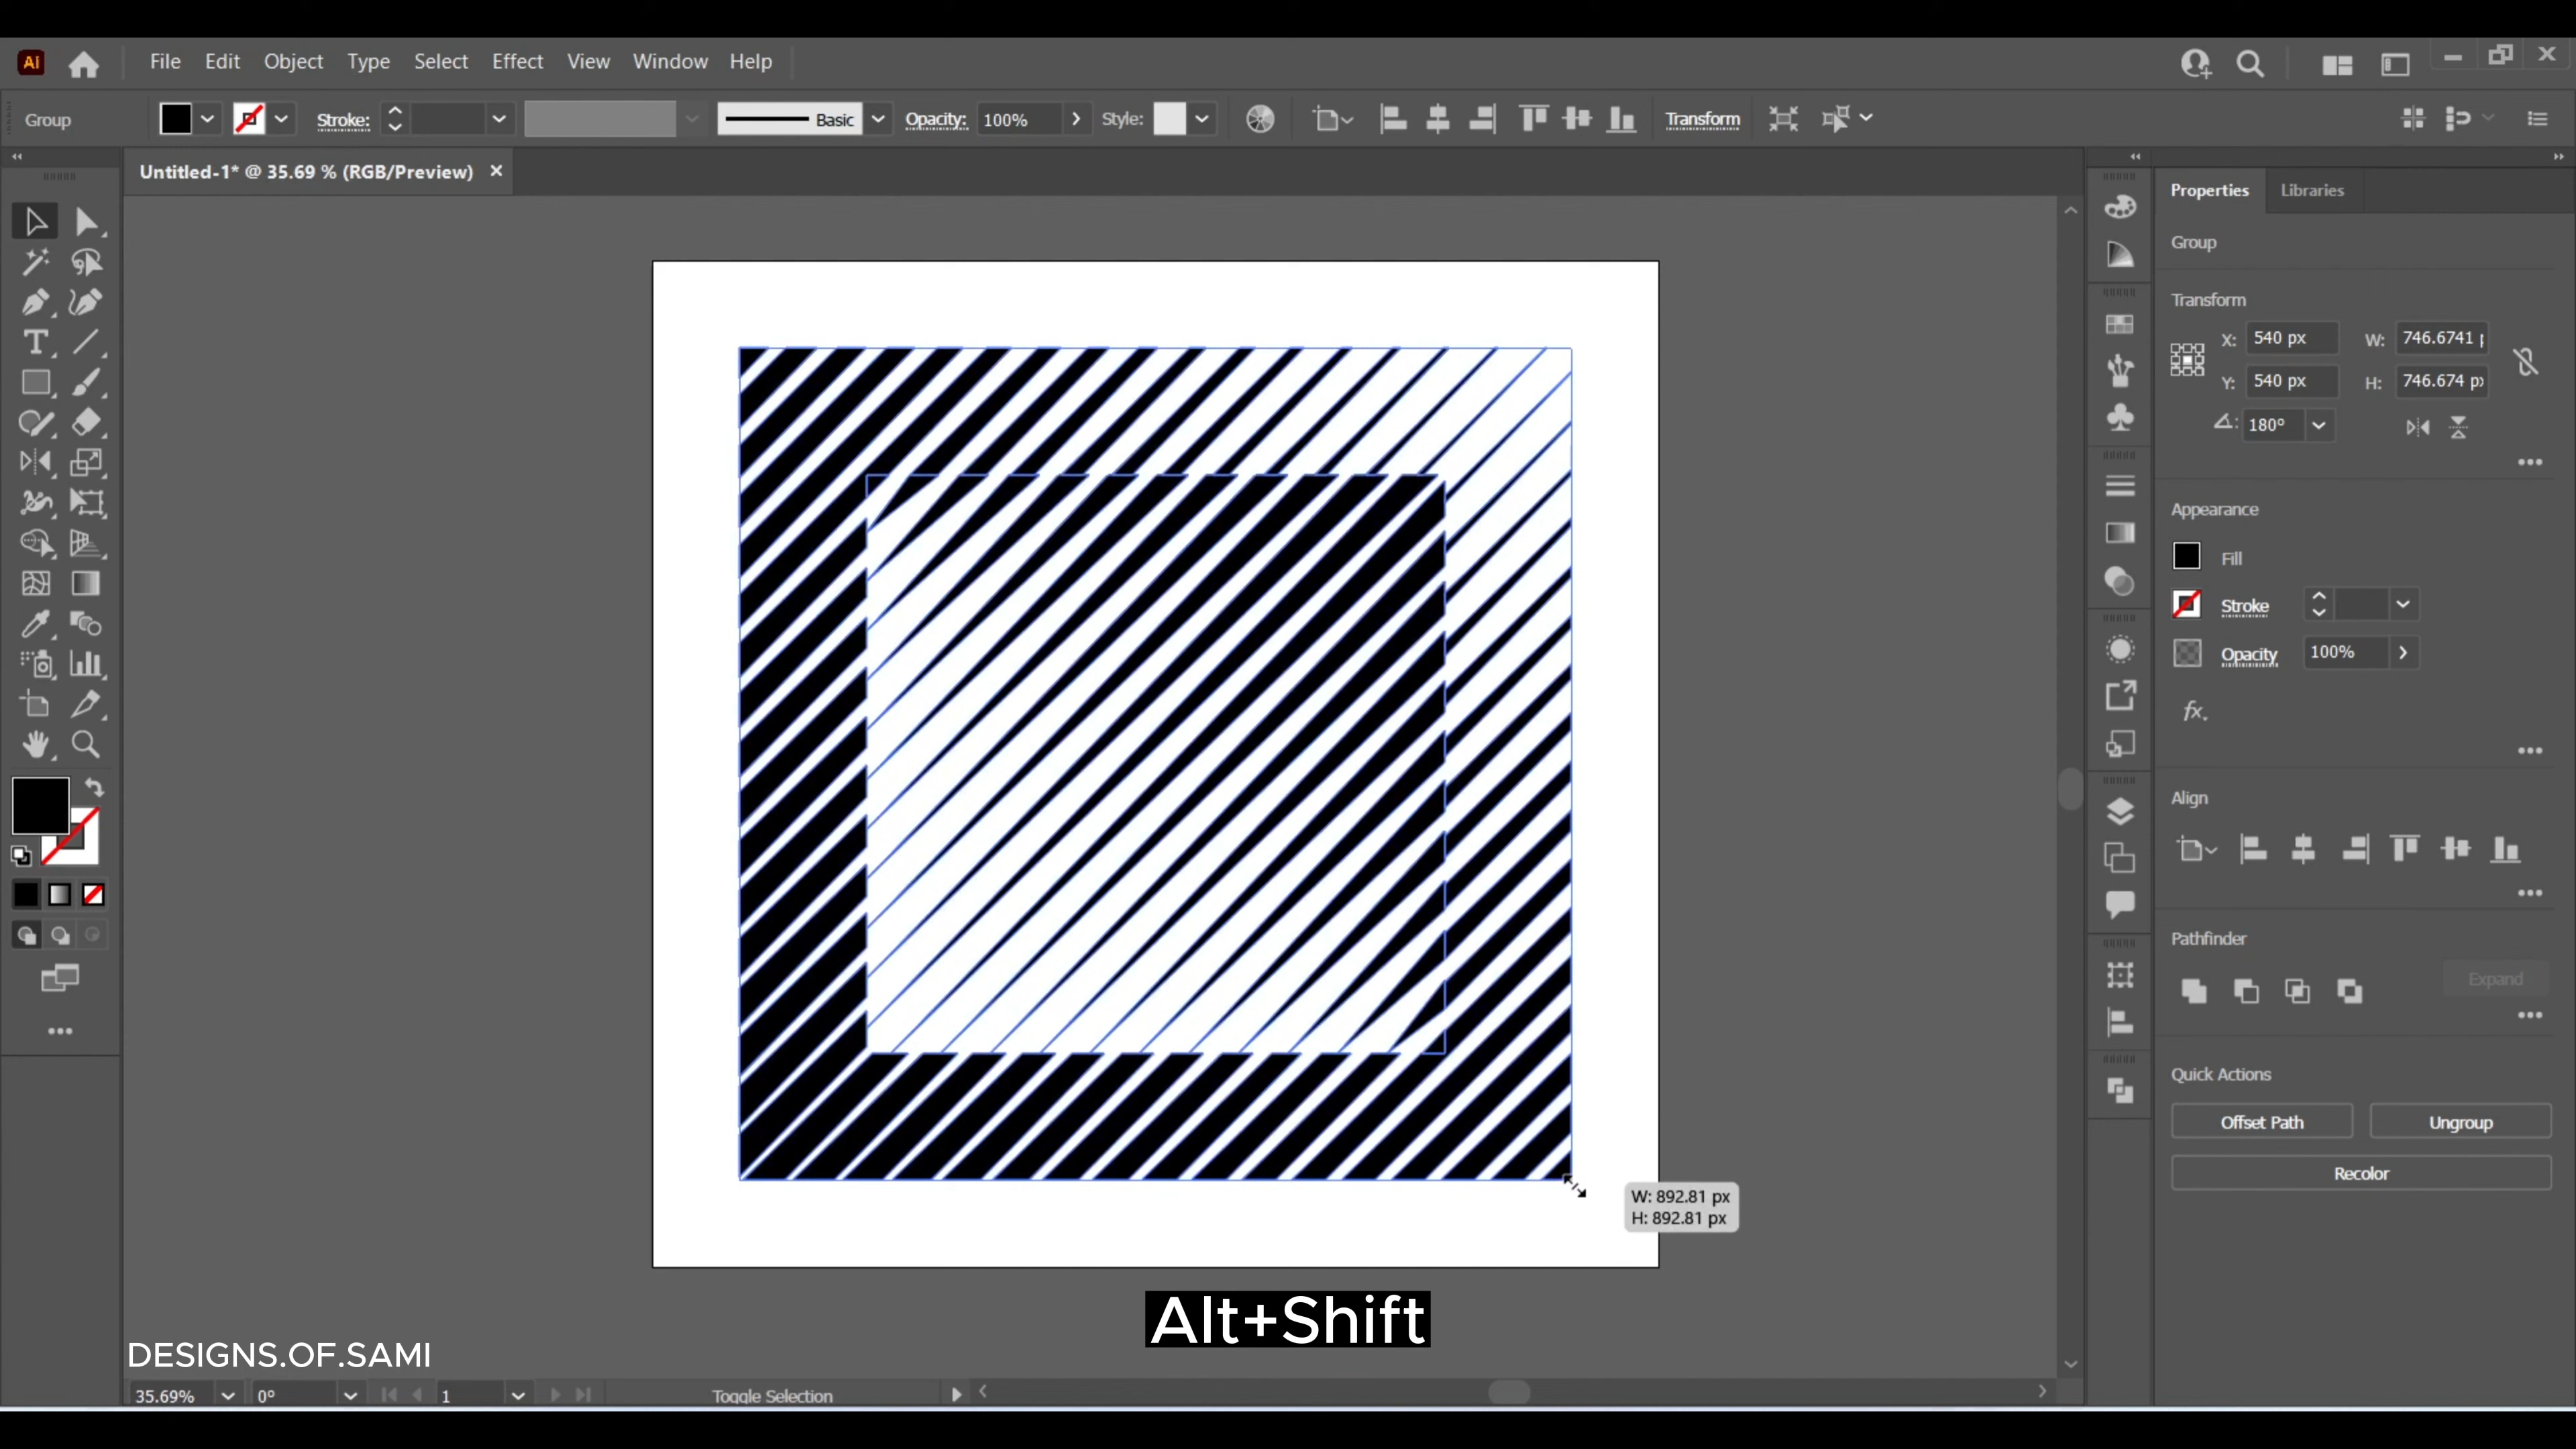 Ai File Edit Object Type Select Effect View Window Help
Group Stroke: Basic Opacity: 100% Style: Transform
Untitled-1* @ 35.69 % (RGB/Preview)
Properties Libraries
Group
Transform
X: 540 px W: 746.6741 p
Y: 540 px H: 746.674 px
180°
Appearance
Fill
Stroke
Opacity 100%
fx.
Align
Pathfinder
Expand
Quick Actions
Offset Path Ungroup
Recolor
W: 892.81 px
H: 892.81 px
Alt+Shift
DESIGNS.OF.SAMI
35.69% 0° 1 Toggle Selection